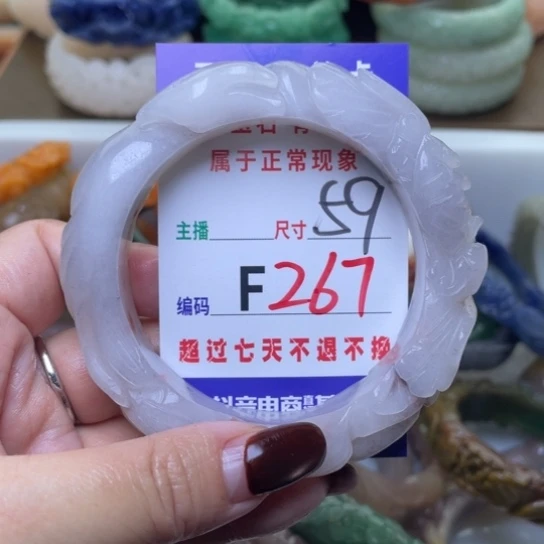 属于正常现象
主播 尺寸 59
编码 F267
超过七天不退不换
抖音电商